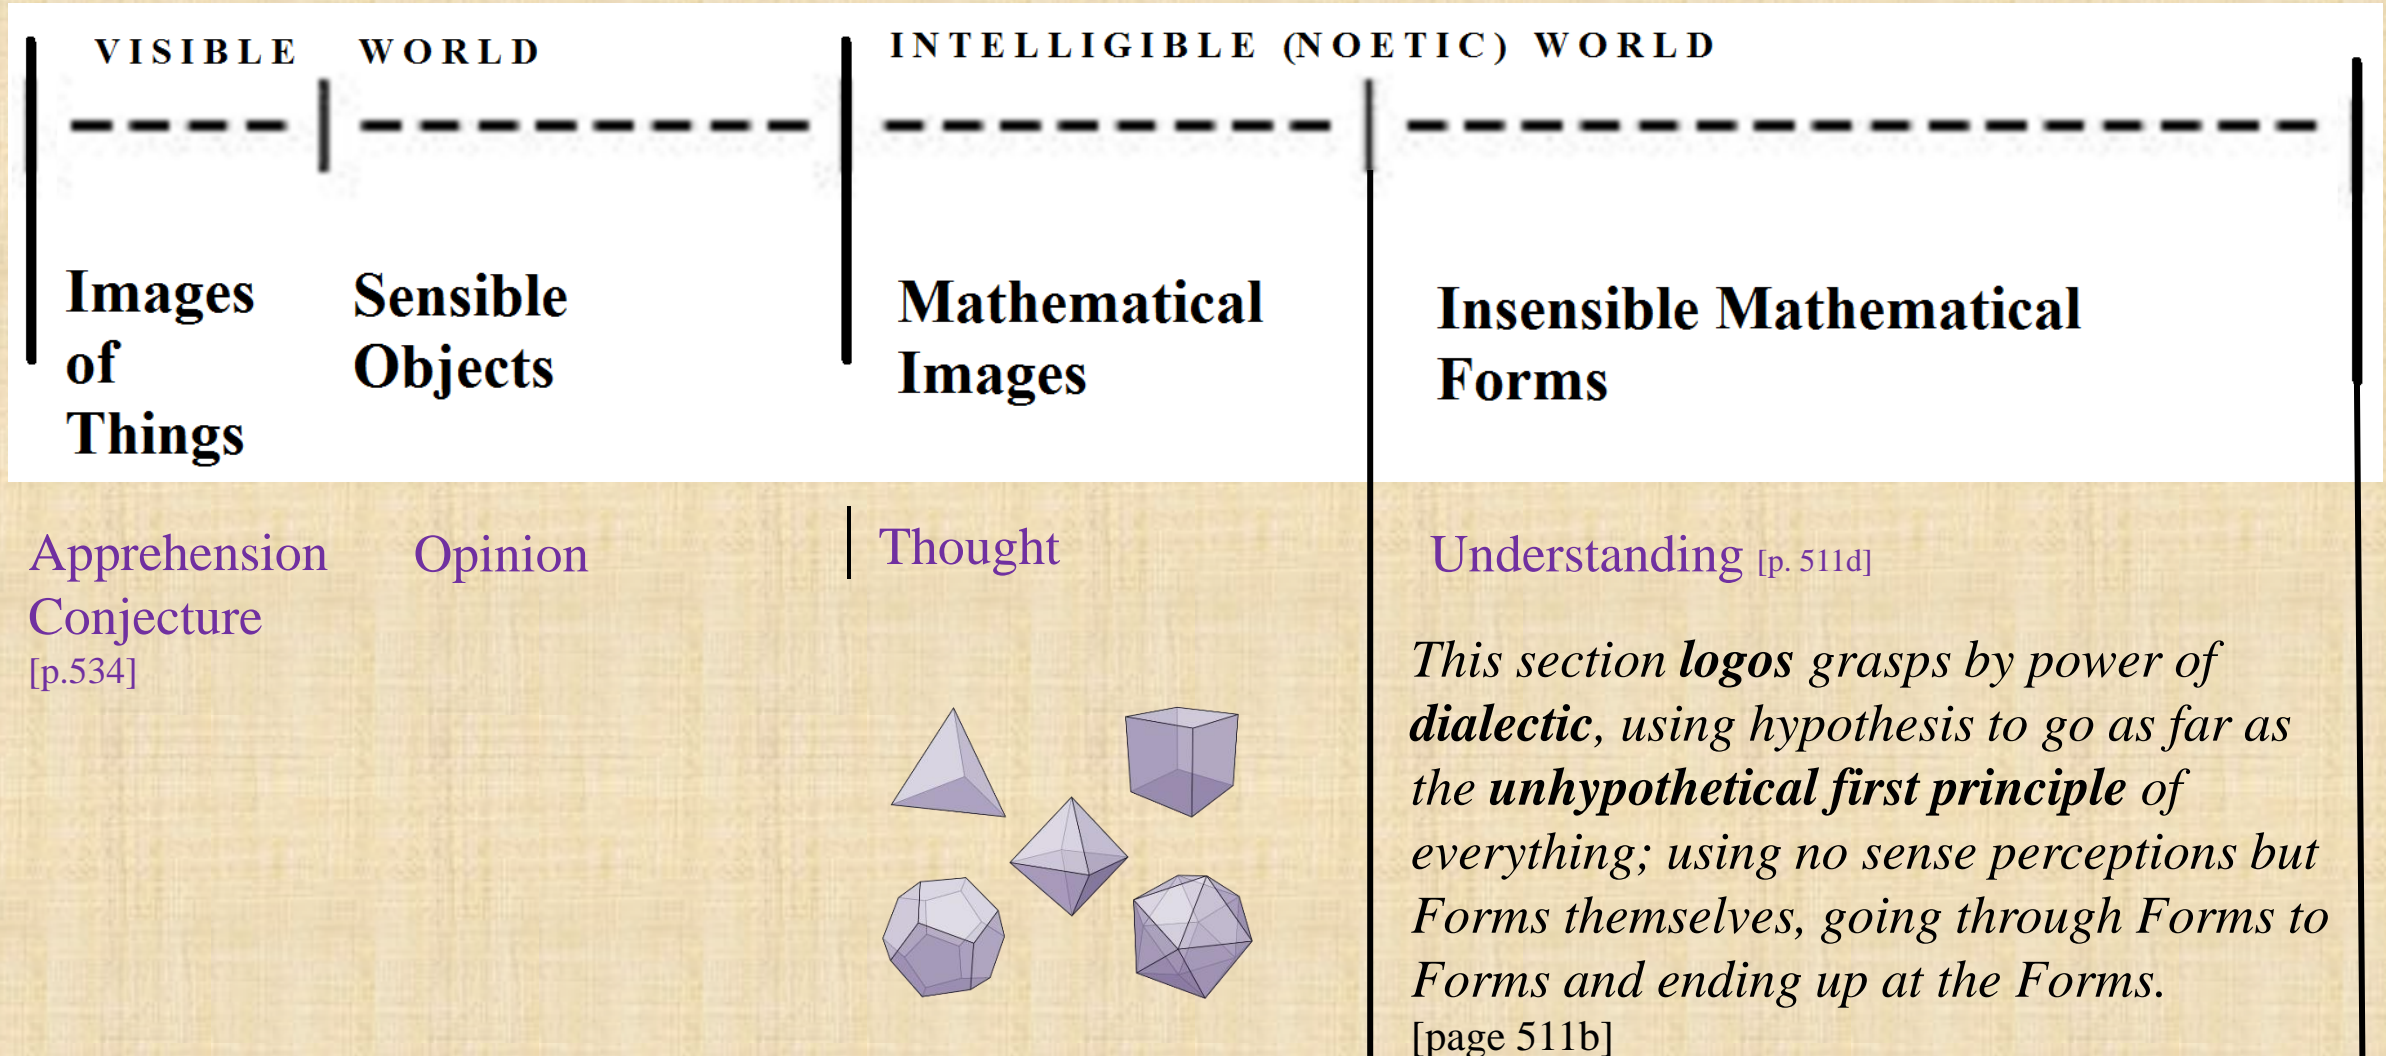 VISIBLE WORLD
INTELLIGIBLE (NOETIC) WORLD
Images
of
Things
Sensible
Objects
Mathematical
Images
Insensible Mathematical
Forms
Apprehension
Conjecture
[p.534]
Opinion
Thought
Understanding [p. 511d]
This section logos grasps by power of
dialectic, using hypothesis to go as far as
the unhypothetical first principle of
everything; using no sense perceptions but
Forms themselves, going through Forms to
Forms and ending up at the Forms.
[page 511b]